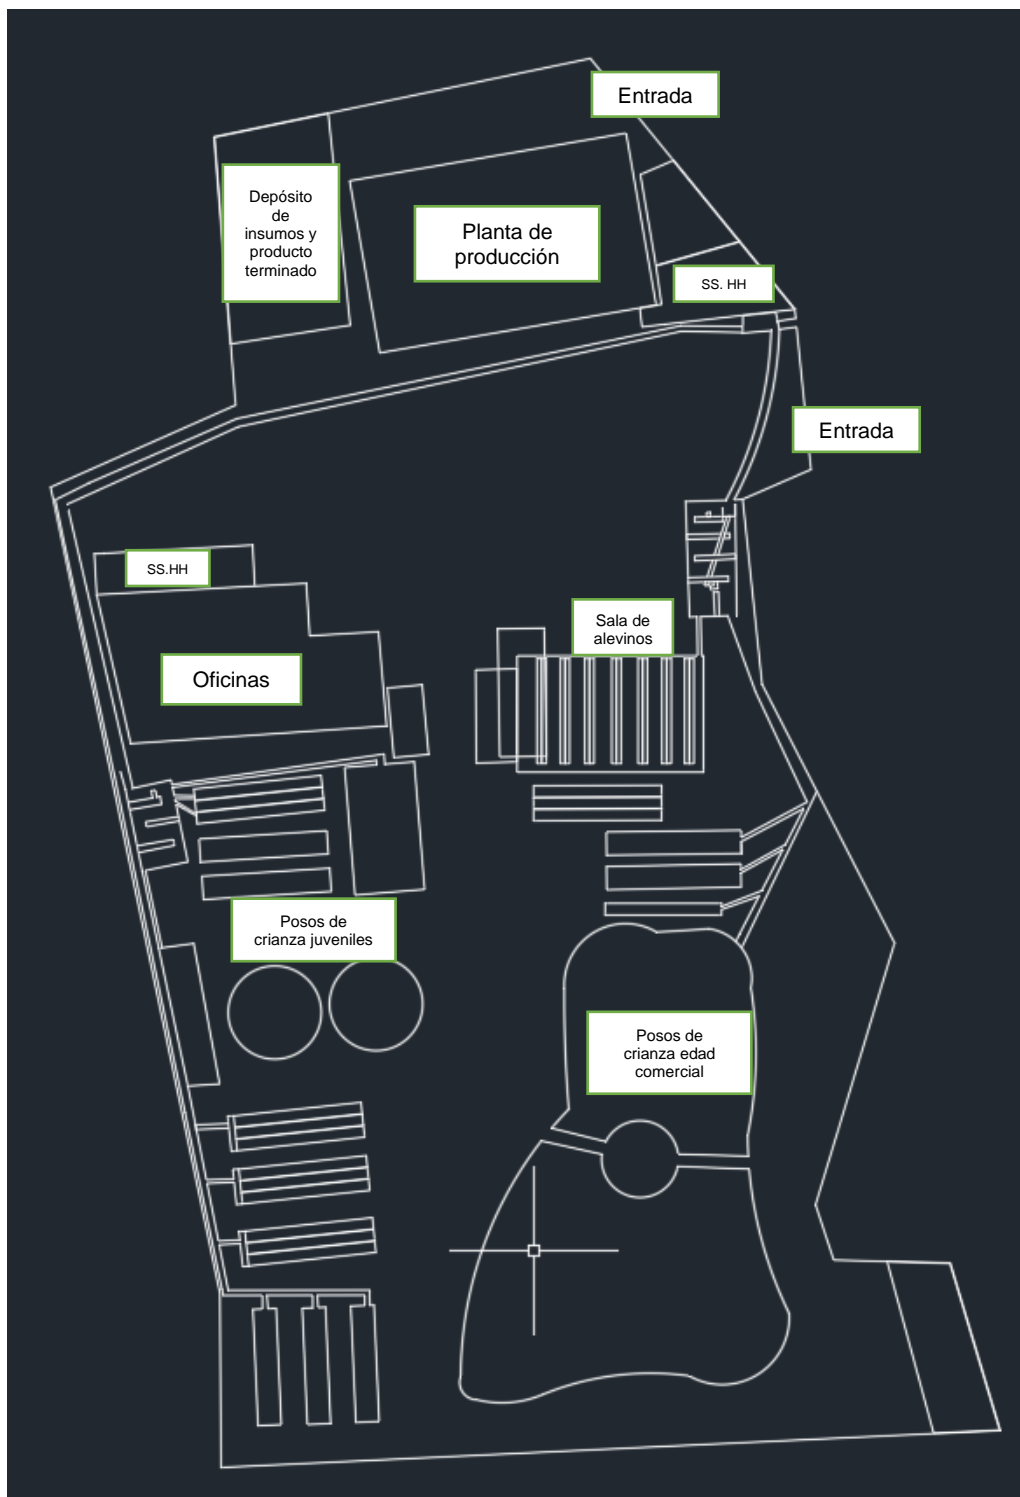 Entrada
Depósito
de
insumos y
producto
terminado
Planta de
producción
SS. HH
Entrada
SS.HH
Sala de
alevinos
Oficinas
Posos de
crianza juveniles
Posos de
crianza edad
comercial